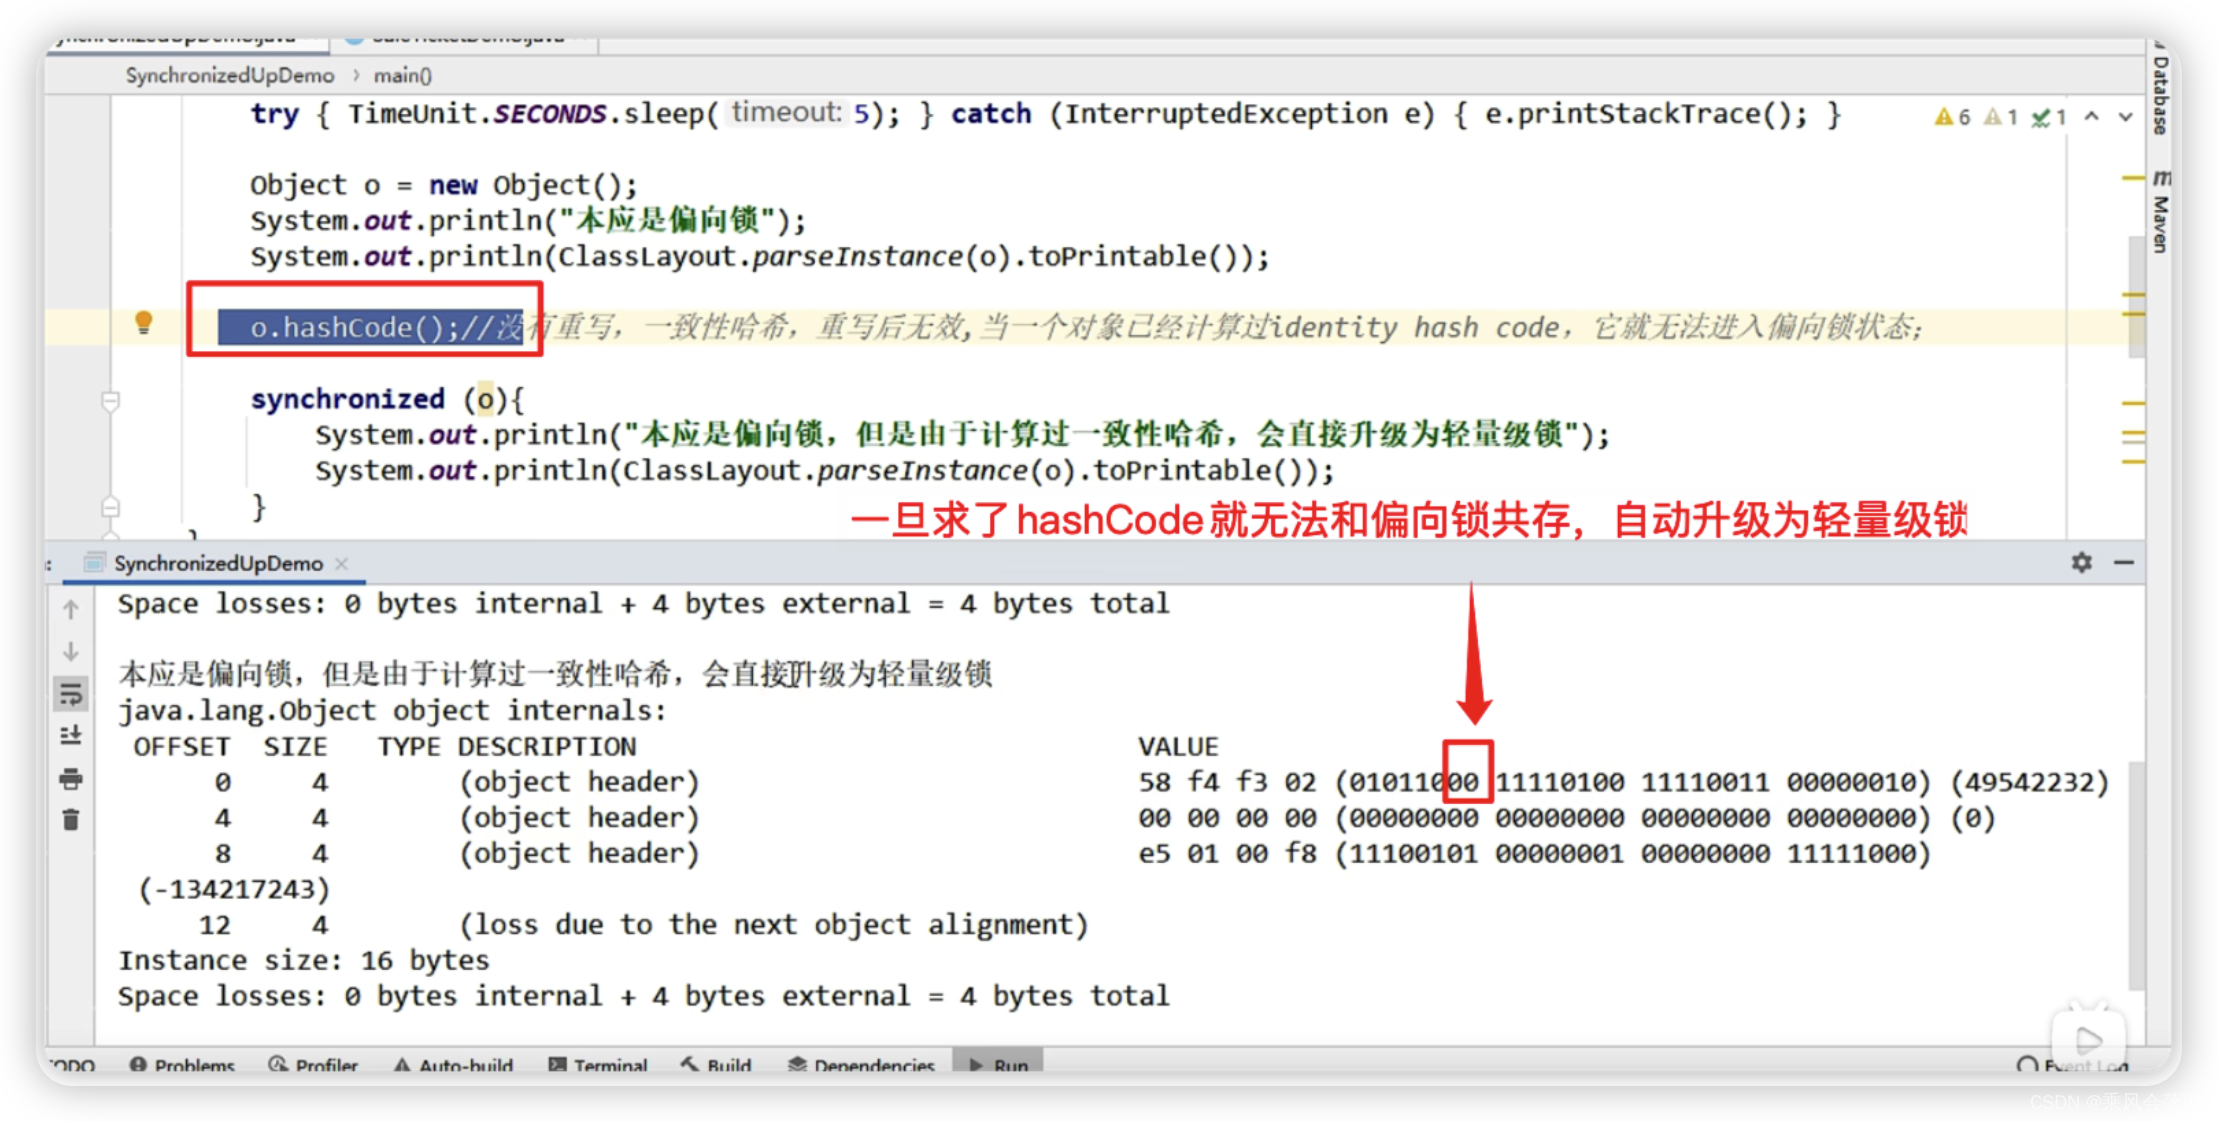 SynchronizedUpDemo.java SaleTicketDemo.java
SynchronizedUpDemo › main()
try { TimeUnit.SECONDS.sleep( timeout: 5); } catch (InterruptedException e) { e.printStackTrace(); }
6 1 1
Object o = new Object();
System.out.println("本应是偏向锁");
System.out.println(ClassLayout.parseInstance(o).toPrintable());
o.hashCode();//没有重写，一致性哈希，重写后无效,当一个对象已经计算过identity hash code，它就无法进入偏向锁状态;
synchronized (o){
System.out.println("本应是偏向锁，但是由于计算过一致性哈希，会直接升级为轻量级锁");
System.out.println(ClassLayout.parseInstance(o).toPrintable());
}
一旦求了hashCode就无法和偏向锁共存，自动升级为轻量级锁
Database
Maven
SynchronizedUpDemo
Space losses: 0 bytes internal + 4 bytes external = 4 bytes total
本应是偏向锁，但是由于计算过一致性哈希，会直接升级为轻量级锁
java.lang.Object object internals:
OFFSET SIZE TYPE DESCRIPTION VALUE
0 4 (object header) 58 f4 f3 02 (01011000 11110100 11110011 00000010) (49542232)
4 4 (object header) 00 00 00 00 (00000000 00000000 00000000 00000000) (0)
8 4 (object header) e5 01 00 f8 (11100101 00000001 00000000 11111000)
(-134217243)
12 4 (loss due to the next object alignment)
Instance size: 16 bytes
Space losses: 0 bytes internal + 4 bytes external = 4 bytes total
TODO Problems Profiler Auto-build Terminal Build Dependencies Run Event Log
CSDN @乘风